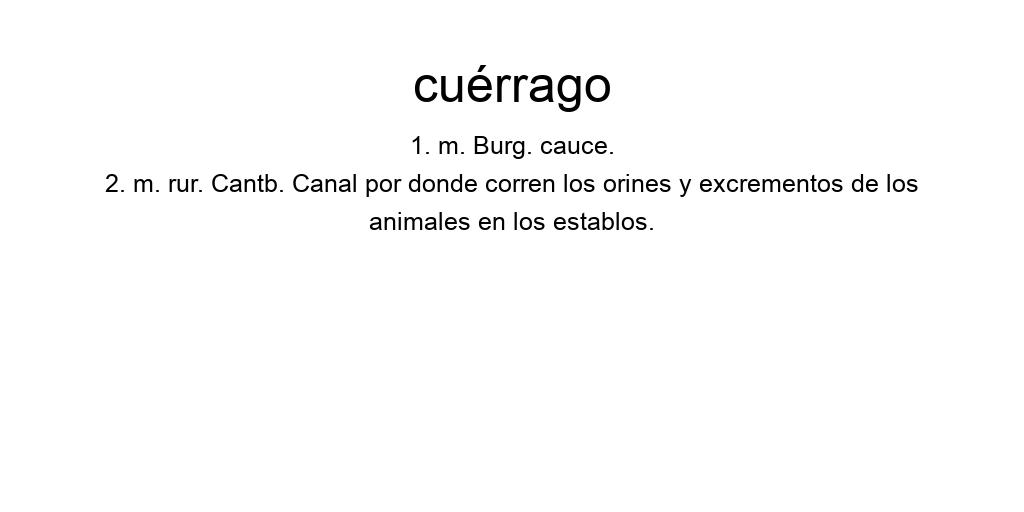 cuérrago
1. m. Burg. cauce.
2. m. rur. Cantb. Canal por donde corren los orines y excrementos de los
animales en los establos.